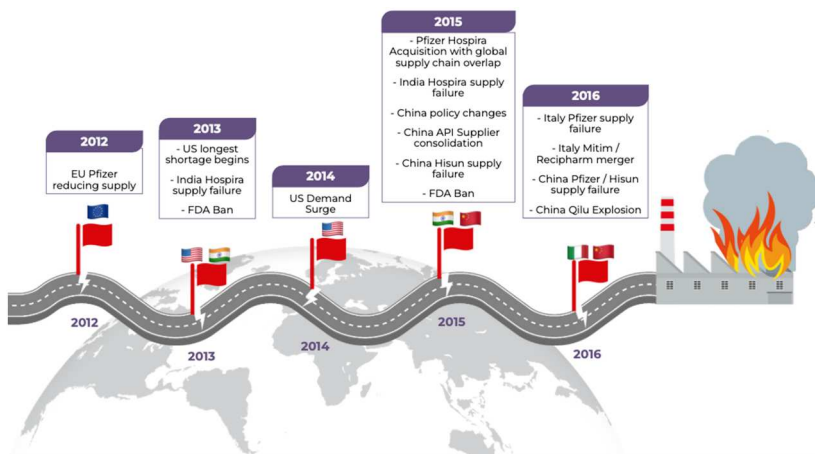 2012
EU Pfizer
reducing supply
2013
- US longest
shortage begins
- India Hospira
supply failure
- FDA Ban
2014
US Demand
Surge
2015
- Pfizer Hospira
Acquisition with global
supply chain overlap
- India Hospira supply
failure
- China policy changes
- China API Supplier
consolidation
- China Hisun supply
failure
- FDA Ban
2016
- Italy Pfizer supply
failure
- Italy Mitim /
Recipharm merger
- China Pfizer / Hisun
supply failure
- China Qilu Explosion
2012
2013
2014
2015
2016